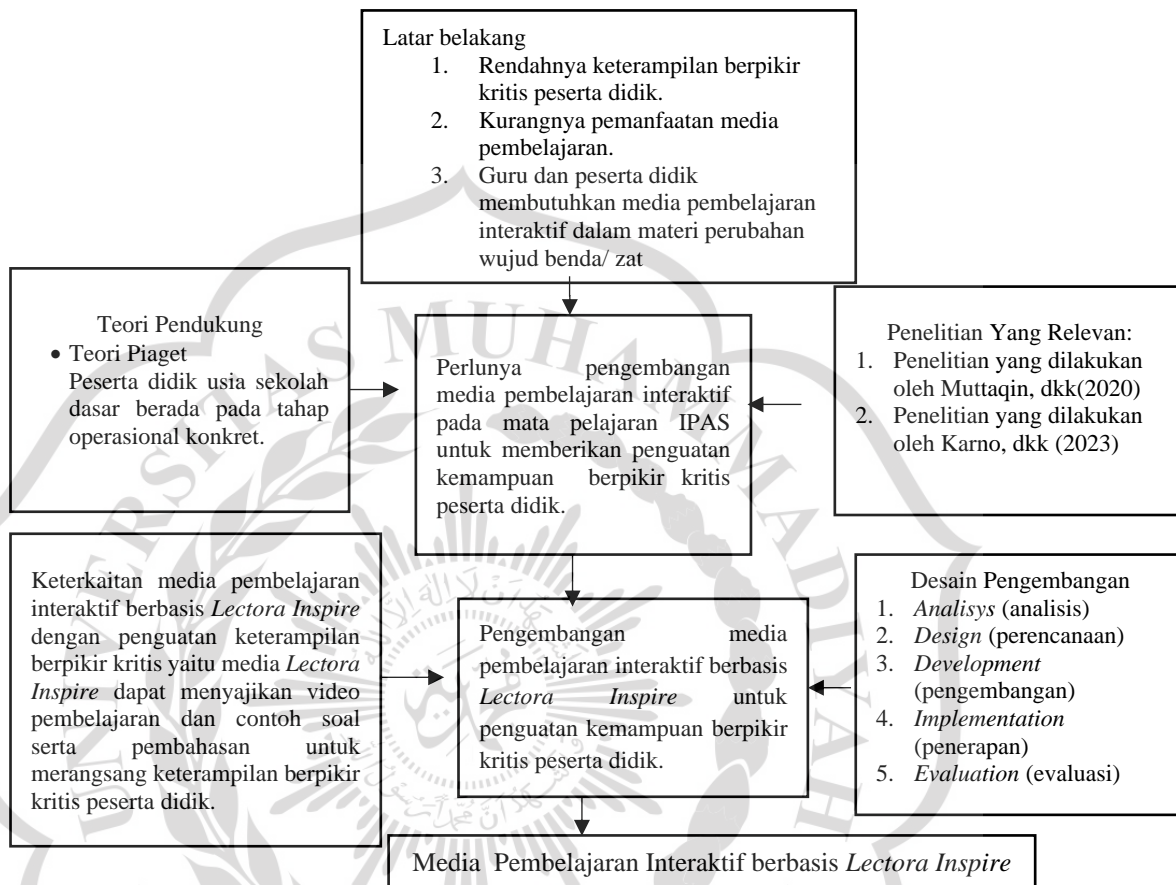 Latar belakang
1. Rendahnya keterampilan berpikir
kritis peserta didik.
2. Kurangnya pemanfaatan media
pembelajaran.
3. Guru dan peserta didik
membutuhkan media pembelajaran
interaktif dalam materi perubahan
wujud benda/ zat
Teori Pendukung
• Teori Piaget
Peserta didik usia sekolah
dasar berada pada tahap
operasional konkret.
Perlunya pengembangan
media pembelajaran interaktif
pada mata pelajaran IPAS
untuk memberikan penguatan
kemampuan berpikir kritis
peserta didik.
Penelitian Yang Relevan:
1. Penelitian yang dilakukan
oleh Muttaqin, dkk(2020)
2. Penelitian yang dilakukan
oleh Karno, dkk (2023)
Keterkaitan media pembelajaran
interaktif berbasis Lectora Inspire
dengan penguatan keterampilan
berpikir kritis yaitu media Lectora
Inspire dapat menyajikan video
pembelajaran dan contoh soal
serta pembahasan untuk
merangsang keterampilan berpikir
kritis peserta didik.
Pengembangan media
pembelajaran interaktif berbasis
Lectora Inspire untuk
penguatan kemampuan berpikir
kritis peserta didik.
Desain Pengembangan
1. Analisys (analisis)
2. Design (perencanaan)
3. Development
(pengembangan)
4. Implementation
(penerapan)
5. Evaluation (evaluasi)
Media Pembelajaran Interaktif berbasis Lectora Inspire
UNIVERSITAS MUHAMMADIYAH